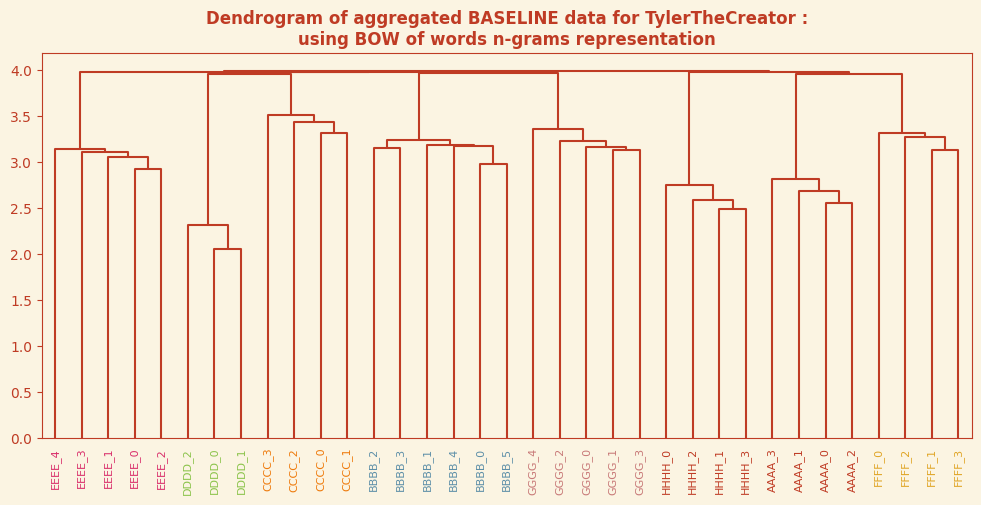 Dendrogram of aggregated BASELINE data for TylerTheCreator :
using BOW of words n-grams representation
4.0
3.5
3.0
2.5
2.0
1.5
1.0
0.5
0.0
EEEE_4
EEEE_3
EEEE_1
EEEE_0
EEEE_2
DDDD_2
DDDD_0
DDDD_1
CCCC_3
CCCC_2
CCCC_0
CCCC_1
BBBB_2
BBBB_3
BBBB_1
BBBB_4
BBBB_0
BBBB_5
GGGG_4
GGGG_2
GGGG_0
GGGG_1
GGGG_3
HHHH_0
HHHH_2
HHHH_1
HHHH_3
AAAA_3
AAAA_1
AAAA_0
AAAA_2
FFFF_0
FFFF_2
FFFF_1
FFFF_3